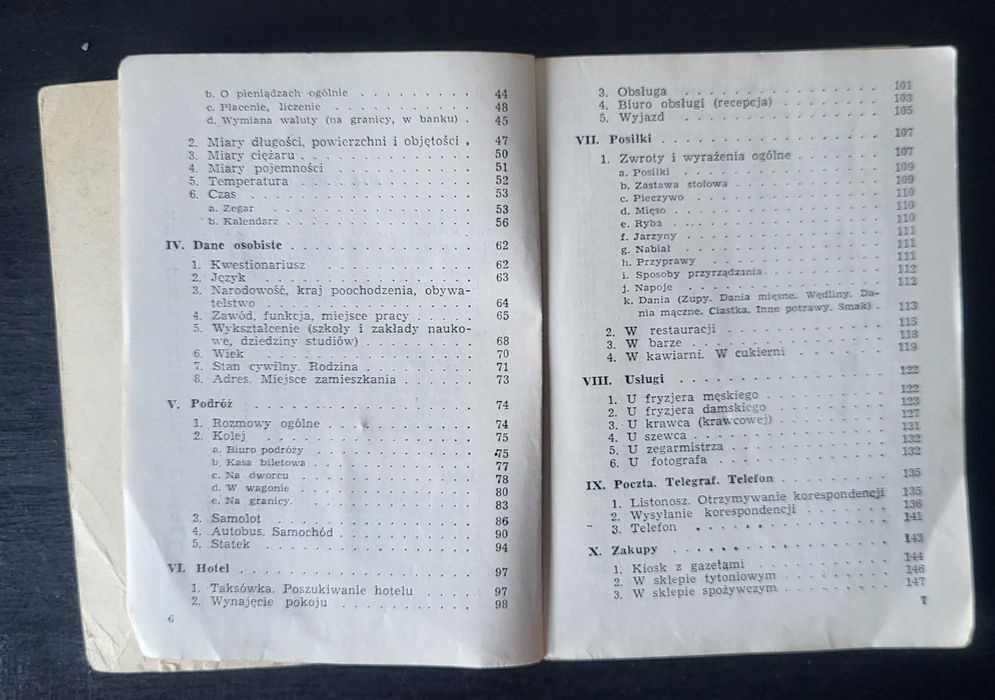 b. O pieniądzach ogólnie . . . . . . . . 44
c. Płacenie, liczenie . . . . . . . . . 48
d. Wymiana waluty (na granicy, w banku) . 45
2. Miary długości, powierzchni i objętości . 47
3. Miary ciężaru . . . . . . . . . . . 50
4. Miary pojemności . . . . . . . . . 51
5. Temperatura . . . . . . . . . . . 52
6. Czas . . . . . . . . . . . . . . 53
a. Zegar . . . . . . . . . . . . . 53
b. Kalendarz . . . . . . . . . . . 56
IV. Dane osobiste . . . . . . . . . . . 62
1. Kwestionariusz . . . . . . . . . . 62
2. Język . . . . . . . . . . . . . . 63
3. Narodowość, kraj poochodzenia, obywa-
telstwo . . . . . . . . . . . . . 64
4. Zawód, funkcja, miejsce pracy . . . . 65
5. Wykształcenie (szkoły i zakłady nauko-
we, dziedziny studiów) . . . . . . . 68
6. Wiek . . . . . . . . . . . . . . 70
7. Stan cywilny. Rodzina . . . . . . . 71
8. Adres. Miejsce zamieszkania . . . . . 73
V. Podróż . . . . . . . . . . . . . . 74
1. Rozmowy ogólne . . . . . . . . . . 74
2. Kolej . . . . . . . . . . . . . . 75
a. Biuro podróży . . . . . . . . . . 75
b. Kasa biletowa . . . . . . . . . . 77
c. Na dworcu . . . . . . . . . . . 78
d. W wagonie . . . . . . . . . . . 80
e. Na granicy. . . . . . . . . . . . 83
3. Samolot . . . . . . . . . . . . . 86
4. Autobus. Samochód . . . . . . . . . 90
5. Statek . . . . . . . . . . . . . . 94
VI. Hotel . . . . . . . . . . . . . . . 97
1. Taksówka. Poszukiwanie hotelu . . . . 97
2. Wynajęcie pokoju . . . . . . . . . 98
6
3. Obsługa . . . . . . . . . . . . . 101
4. Biuro obsługi (recepcja) . . . . . . . 103
5. Wyjazd . . . . . . . . . . . . . 105
VII. Posiłki . . . . . . . . . . . . . . 107
1. Zwroty i wyrażenia ogólne . . . . . . 107
a. Posiłki . . . . . . . . . . . . . 109
b. Zastawa stołowa . . . . . . . . . 109
c. Pieczywo . . . . . . . . . . . . 110
d. Mięso . . . . . . . . . . . . . 110
e. Ryba . . . . . . . . . . . . . . 110
f. Jarzyny . . . . . . . . . . . . . 111
g. Nabiał . . . . . . . . . . . . . 111
h. Przyprawy . . . . . . . . . . . 111
i. Sposoby przyrządzania . . . . . . . 112
j. Napoje . . . . . . . . . . . . . 112
k. Dania (Zupy. Dania mięsne. Wędliny. Da-
nia mączne. Ciastka. Inne potrawy. Smak) . 113
2. W restauracji . . . . . . . . . . . 115
3. W barze . . . . . . . . . . . . . 118
4. W kawiarni. W cukierni . . . . . . . 119
VIII. Usługi . . . . . . . . . . . . . . 122
1. U fryzjera męskiego . . . . . . . . . 122
2. U fryzjera damskiego . . . . . . . . 123
3. U krawca (krawcowej) . . . . . . . . 127
4. U szewca . . . . . . . . . . . . . 131
5. U zegarmistrza . . . . . . . . . . . 132
6. U fotografa . . . . . . . . . . . . 132
IX. Poczta. Telegraf. Telefon . . . . . . . 135
1. Listonosz. Otrzymywanie korespondencji 135
2. Wysyłanie korespondencji . . . . . . 136
3. Telefon . . . . . . . . . . . . . 141
X. Zakupy . . . . . . . . . . . . . . 143
1. Kiosk z gazetami . . . . . . . . . . 144
2. W sklepie tytoniowym . . . . . . . . 146
3. W sklepie spożywczym . . . . . . . . 147
7